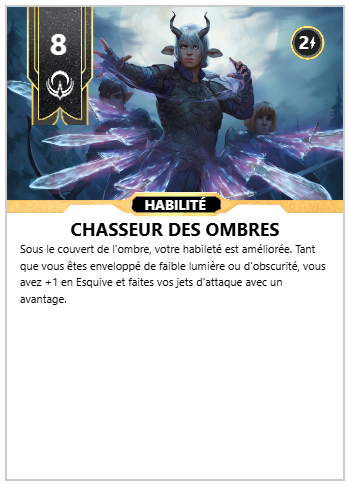 8
2
HABILITÉ
CHASSEUR DES OMBRES
Sous le couvert de l'ombre, votre habileté est améliorée. Tant
que vous êtes enveloppé de faible lumière ou d'obscurité, vous
avez +1 en Esquive et faites vos jets d'attaque avec un
avantage.